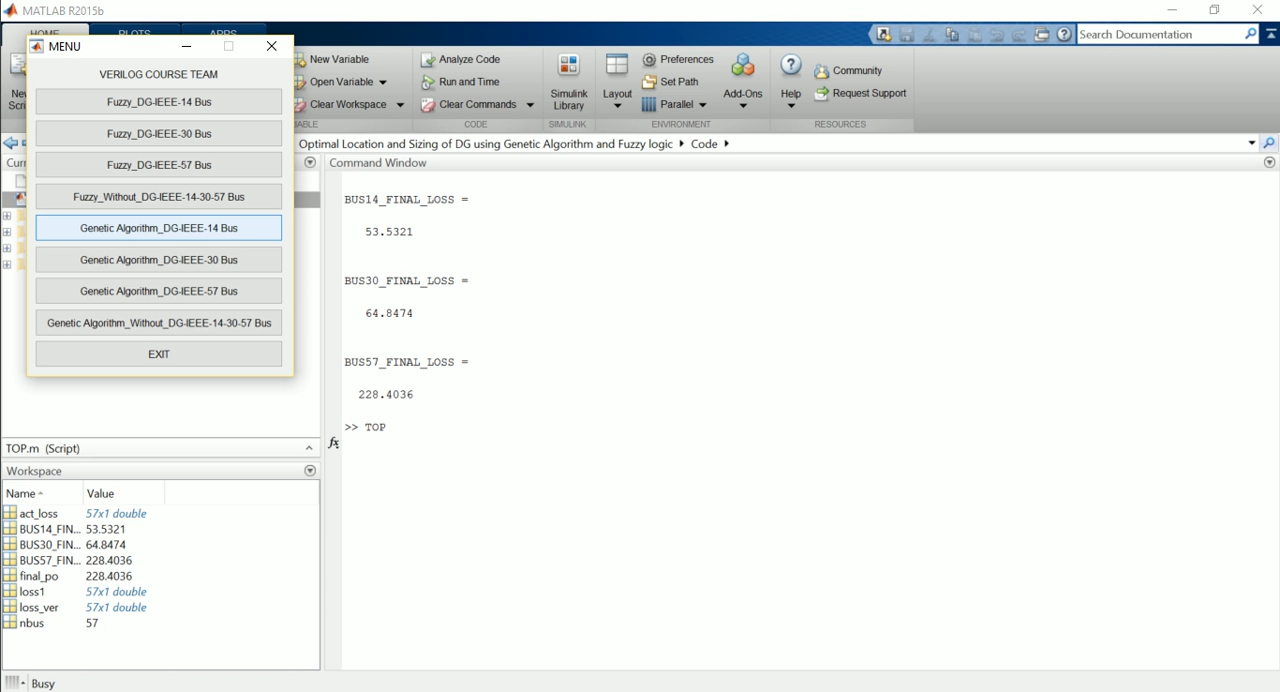 MATLAB R2015b
HOME PLOTS APPS
Search Documentation
MENU
VERILOG COURSE TEAM
Fuzzy_DG-IEEE-14 Bus
Fuzzy_DG-IEEE-30 Bus
Fuzzy_DG-IEEE-57 Bus
Fuzzy_Without_DG-IEEE-14-30-57 Bus
Genetic Algorithm_DG-IEEE-14 Bus
Genetic Algorithm_DG-IEEE-30 Bus
Genetic Algorithm_DG-IEEE-57 Bus
Genetic Algorithm_Without_DG-IEEE-14-30-57 Bus
EXIT
New Variable
Open Variable
Clear Workspace
Analyze Code
Run and Time
Clear Commands
CODE
Simulink
Library
SIMULINK
Layout
Preferences
Set Path
Parallel
Add-Ons
ENVIRONMENT
Help
Community
Request Support
RESOURCES
Optimal Location and Sizing of DG using Genetic Algorithm and Fuzzy logic Code
Command Window
BUS14_FINAL_LOSS =
53.5321
BUS30_FINAL_LOSS =
64.8474
BUS57_FINAL_LOSS =
228.4036
>> TOP
fx
TOP.m (Script)
Workspace
Name Value
act_loss 57x1 double
BUS14_FIN... 53.5321
BUS30_FIN... 64.8474
BUS57_FIN... 228.4036
final_po 228.4036
loss1 57x1 double
loss_ver 57x1 double
nbus 57
Busy